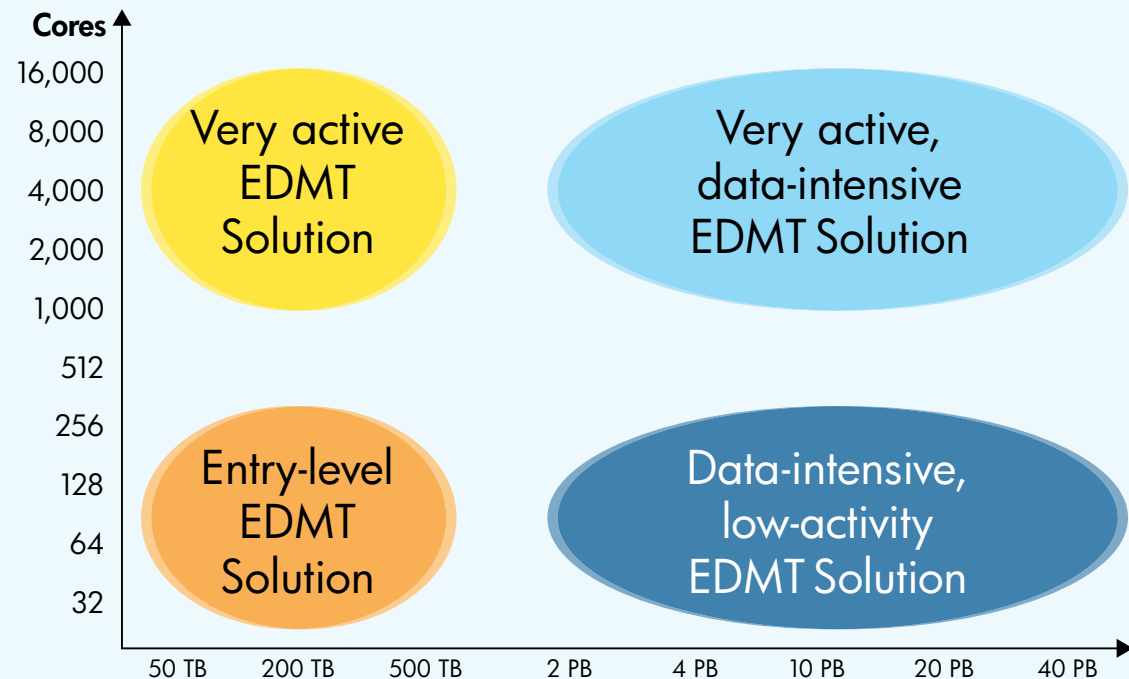 Cores
16,000
8,000
4,000
2,000
1,000
512
256
128
64
32
Very active
EDMT
Solution
Very active,
data-intensive
EDMT Solution
Entry-level
EDMT
Solution
Data-intensive,
low-activity
EDMT Solution
50 TB 200 TB 500 TB 2 PB 4 PB 10 PB 20 PB 40 PB